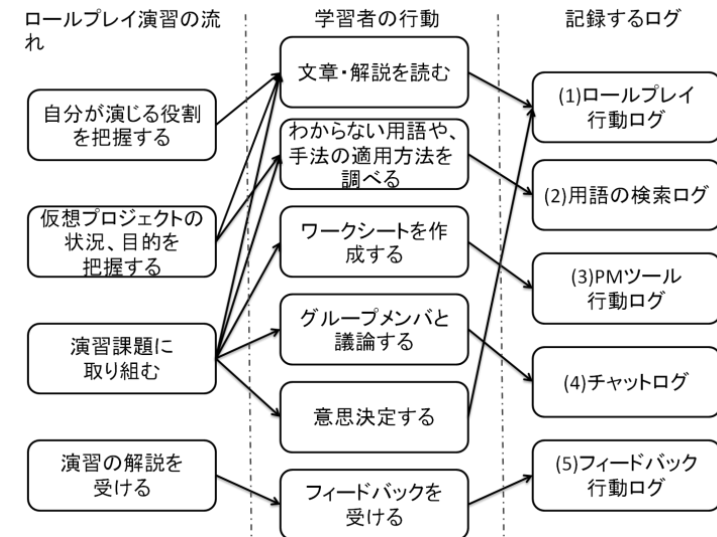 ロールプレイ演習の流
れ
自分が演じる役割
を把握する
仮想プロジェクトの
状況、目的を
把握する
演習課題に
取り組む
演習の解説を
受ける
学習者の行動
文章・解説を読む
わからない用語や、
手法の適用方法を
調べる
ワークシートを作
成する
グループメンバと
議論する
意思決定する
フィードバックを
受ける
記録するログ
(1)ロールプレイ
行動ログ
(2)用語の検索ログ
(3)PMツール
行動ログ
(4)チャットログ
(5)フィードバック
行動ログ